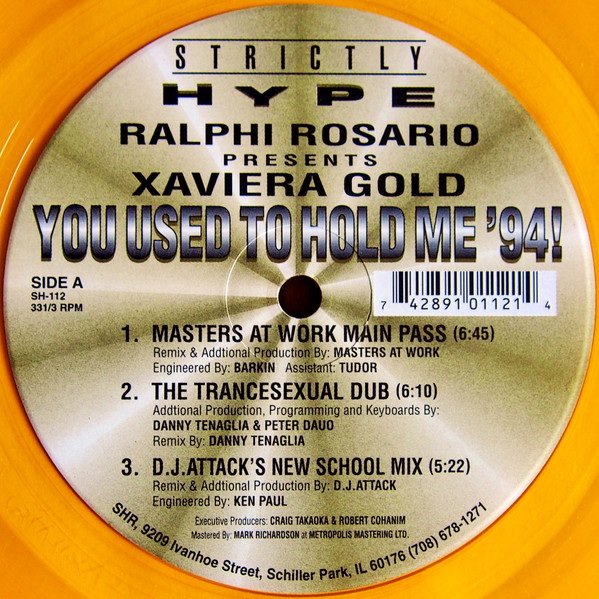 STRICTLY
HYPE
RALPHI ROSARIO
PRESENTS
XAVIERA GOLD
YOU USED TO HOLD ME '94!
SIDE A
SH-112
331/3 RPM
7 42891 01121 4
1. MASTERS AT WORK MAIN PASS (6:45)
Remix & Addtional Production By: MASTERS AT WORK
Engineered By: BARKIN Assistant: TUDOR
2. THE TRANCESEXUAL DUB (6:10)
Addtional Production, Programming and Keyboards By:
DANNY TENAGLIA & PETER DAUO
Remix By: DANNY TENAGLIA
3. D.J.ATTACK'S NEW SCHOOL MIX (5:22)
Remix & Addtional Production By: D.J.ATTACK
Engineered By: KEN PAUL
Executive Producers: CRAIG TAKAOKA & ROBERT COHANIM
Mastered By: MARK RICHARDSON at METROPOLIS MASTERING LTD.
SHR, 9209 Ivanhoe Street, Schiller Park, IL 60176 (708) 678-1271